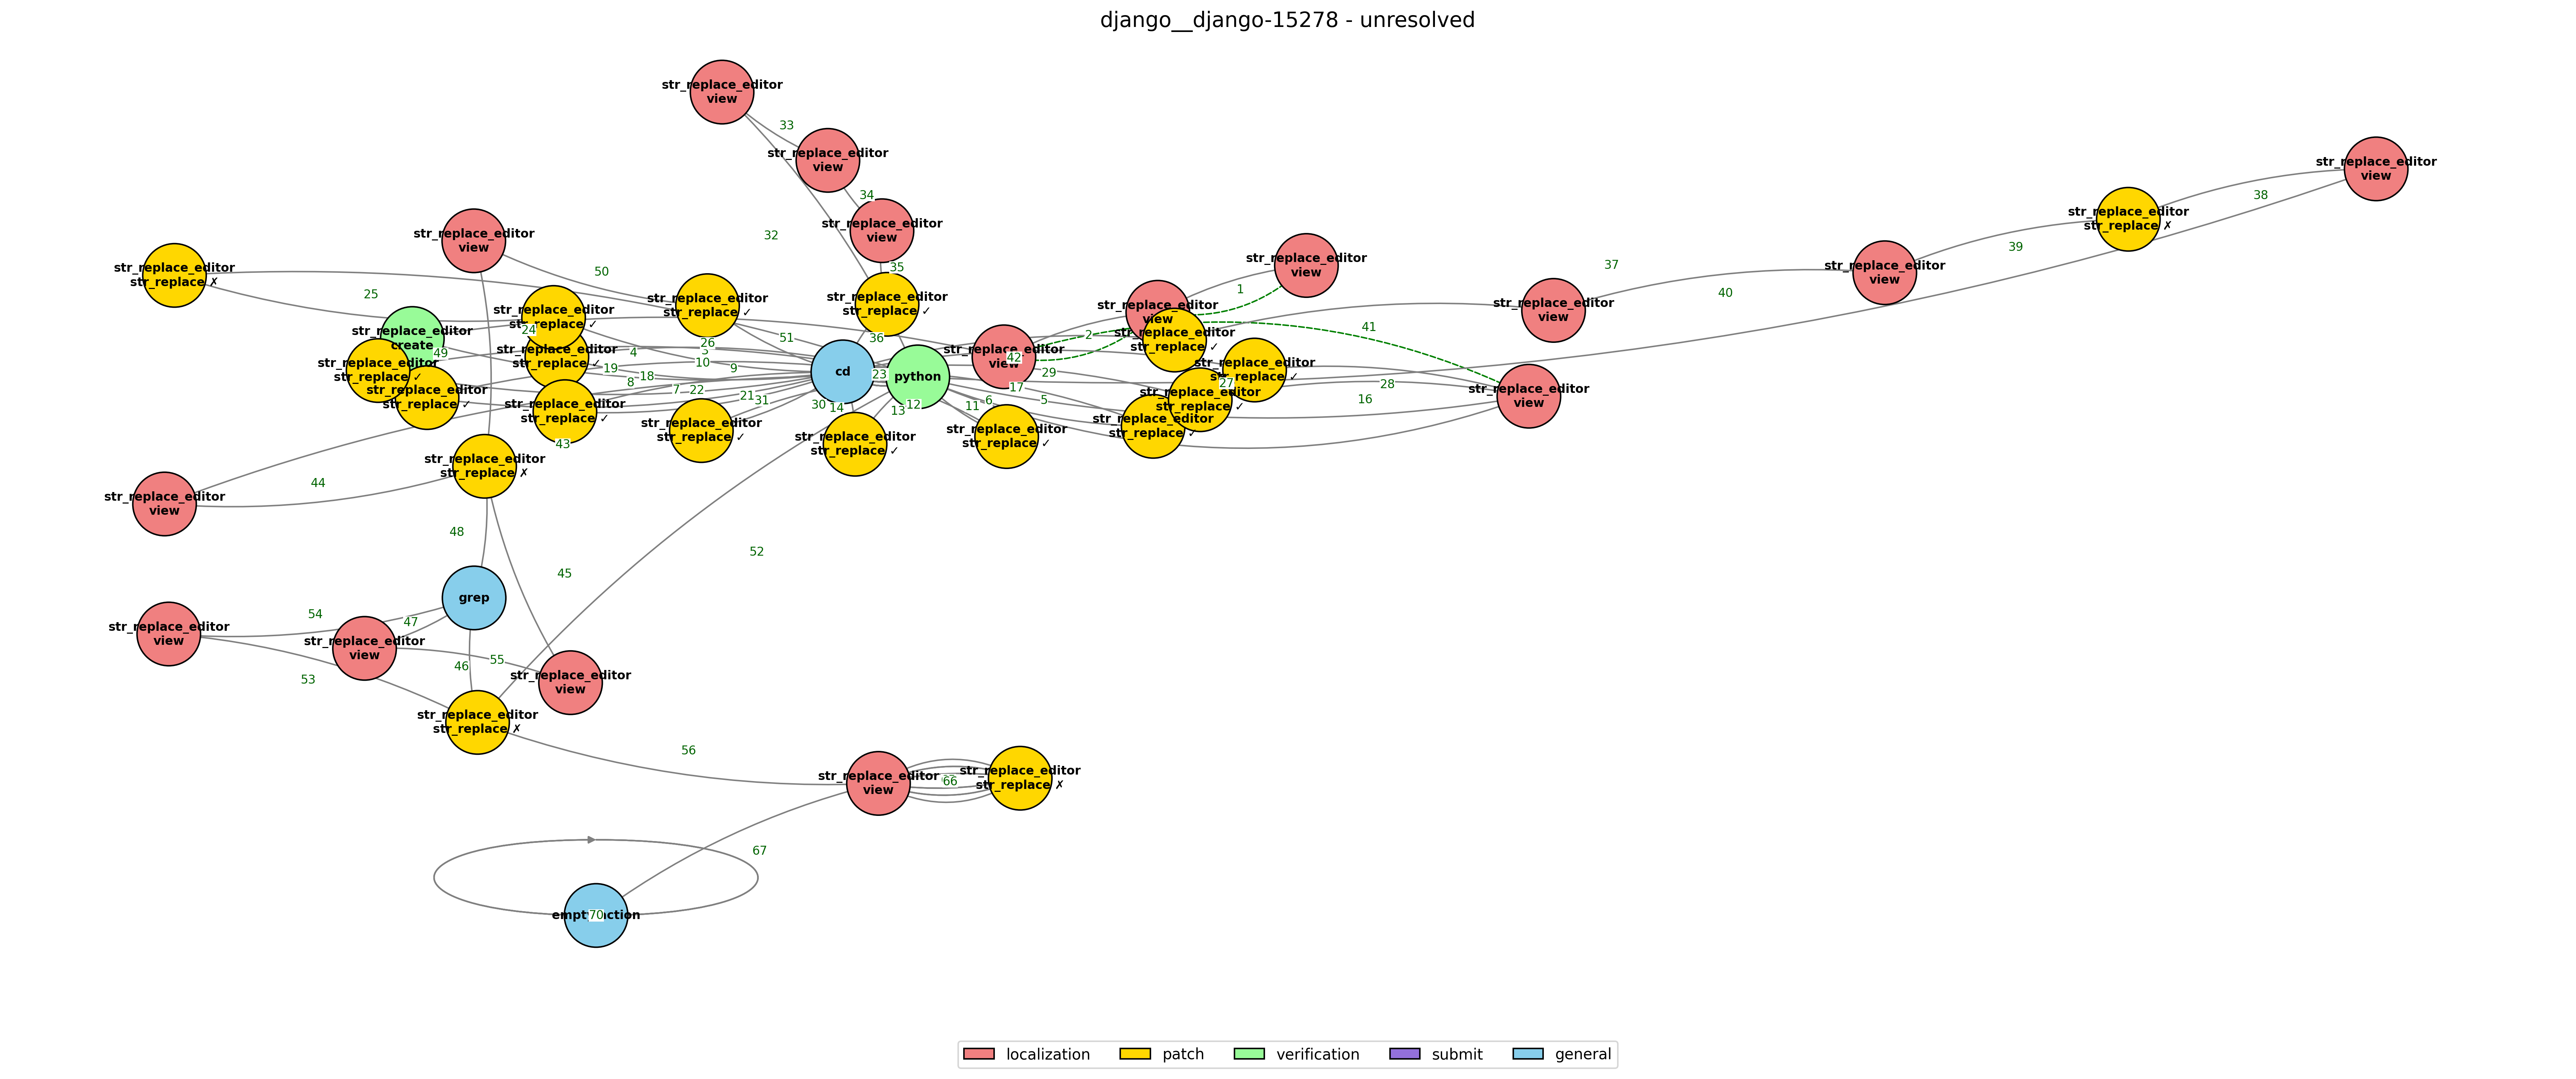 django__django-15278 - unresolved
str_replace_editor
view
33
str_replace_editor
view
34
str_replace_editor
view
32
35
str_replace_editor
view
50
str_replace_editor
str_replace ✗
25
str_replace_editor
str_replace ✓
51
str_replace_editor
str_replace ✓
36
str_replace_editor
str_replace ✓
24
26
str_replace_editor
create
49
str_replace_editor
str_replace ✓
str_replace_editor
str_replace ✓
str_replace_editor
str_replace ✓
4
19
18
8
10
9
7
22
21
31
30
14
cd
23
python
13
12
11
6
5
17
29
str_replace_editor
view
42
2
str_replace_editor
view
1
str_replace_editor
view
str_replace_editor
str_replace ✓
str_replace_editor
str_replace ✓
27
str_replace_editor
str_replace ✓
str_replace_editor
str_replace ✓
41
28
16
str_replace_editor
view
str_replace_editor
view
37
40
str_replace_editor
view
39
str_replace_editor
str_replace ✗
38
str_replace_editor
view
str_replace_editor
str_replace ✓
43
str_replace_editor
str_replace ✓
str_replace_editor
str_replace ✓
str_replace_editor
str_replace ✓
str_replace_editor
str_replace ✗
str_replace_editor
view
44
48
45
52
grep
54
str_replace_editor
view
47
str_replace_editor
view
46
55
53
str_replace_editor
view
str_replace_editor
str_replace ✗
56
str_replace_editor
view
66
str_replace_editor
str_replace ✗
67
70
localization
patch
verification
submit
general